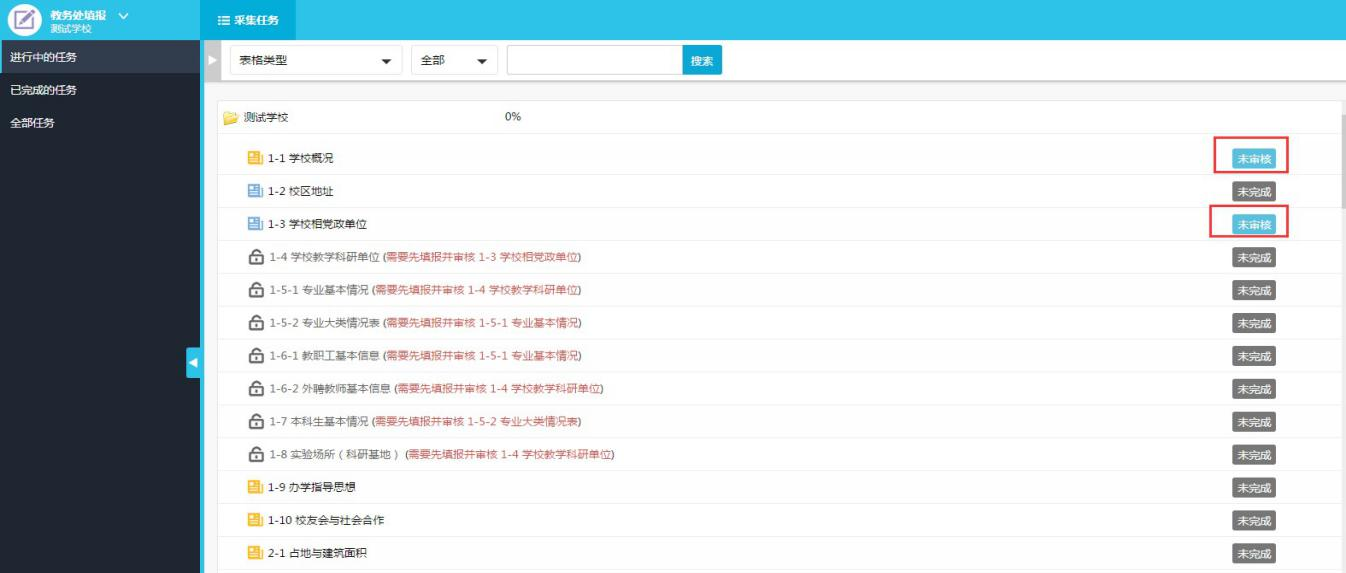 教务处填报
测试学校
采集任务
进行中的任务
已完成的任务
全部任务
表格类型 全部 搜索
测试学校 0%
1-1 学校概况 未审核
1-2 校区地址 未完成
1-3 学校相党政单位 未审核
1-4 学校教学科研单位 (需要先填报并审核 1-3 学校相党政单位) 未完成
1-5-1 专业基本情况 (需要先填报并审核 1-4 学校教学科研单位) 未完成
1-5-2 专业大类情况表 (需要先填报并审核 1-5-1 专业基本情况) 未完成
1-6-1 教职工基本信息 (需要先填报并审核 1-5-1 专业基本情况) 未完成
1-6-2 外聘教师基本信息 (需要先填报并审核 1-4 学校教学科研单位) 未完成
1-7 本科生基本情况 (需要先填报并审核 1-5-2 专业大类情况表) 未完成
1-8 实验场所（科研基地） (需要先填报并审核 1-4 学校教学科研单位) 未完成
1-9 办学指导思想 未完成
1-10 校友会与社会合作 未完成
2-1 占地与建筑面积 未完成